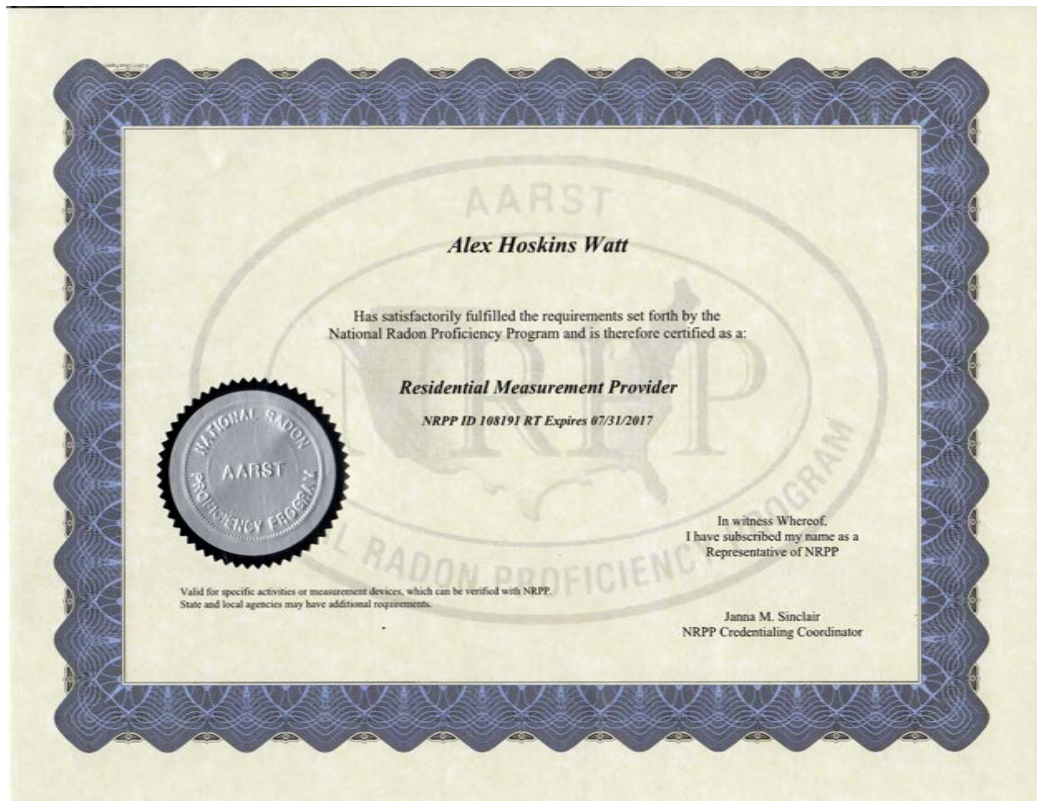 AARST
Alex Hoskins Watt
Has satisfactorily fulfilled the requirements set forth by the
National Radon Proficiency Program and is therefore certified as a:
NRPP
Residential Measurement Provider
NRPP ID 108191 RT Expires 07/31/2017
NATIONAL RADON
AARST
PROFICIENCY PROGRAM
In witness Whereof,
I have subscribed my name as a
Representative of NRPP
RADON PROFICIENCY PROGRAM
Valid for specific activities or measurement devices, which can be verified with NRPP.
State and local agencies may have additional requirements.
Janna M. Sinclair
NRPP Credentialing Coordinator